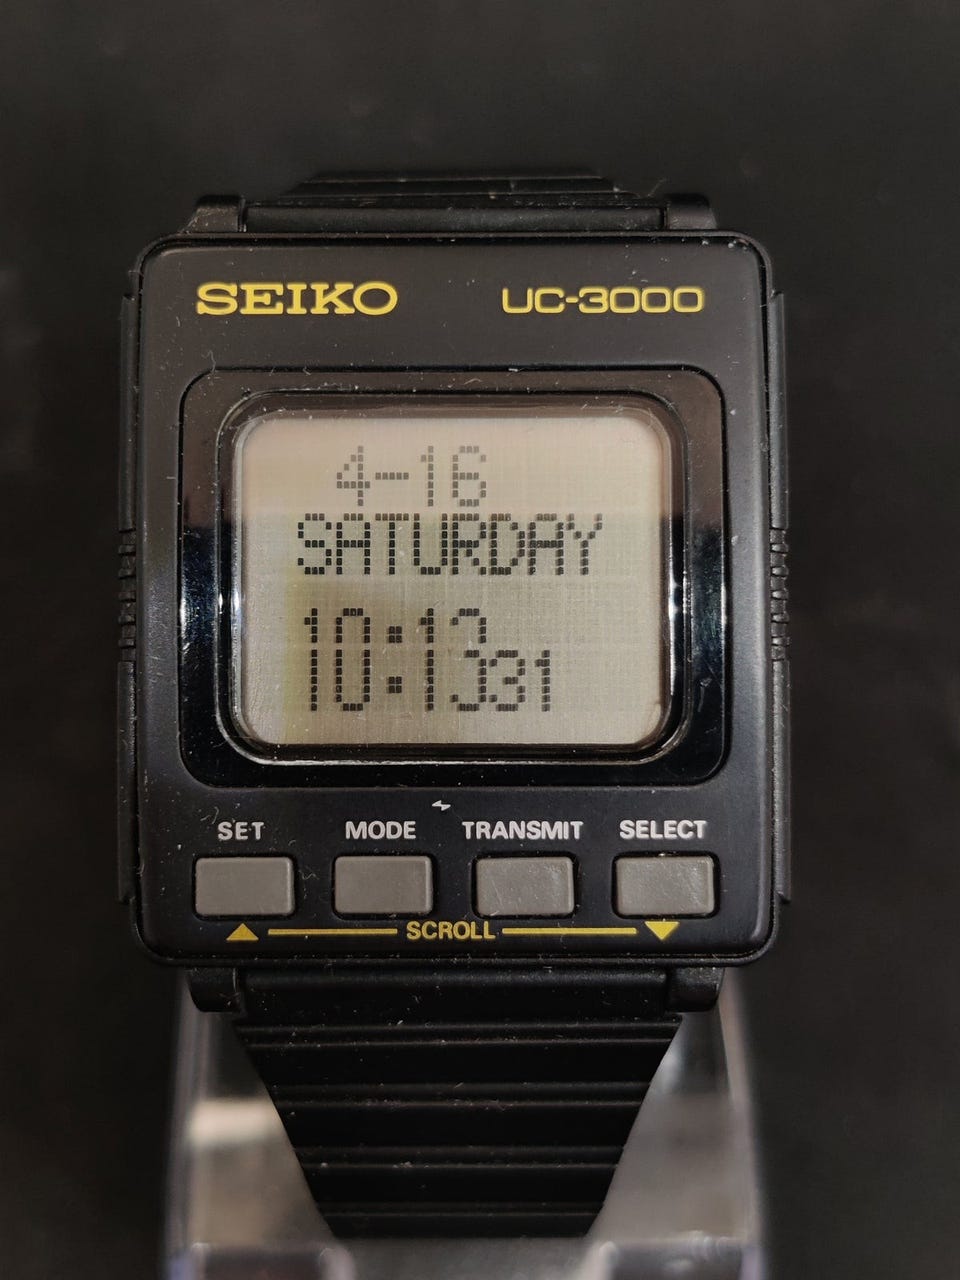 SEIKO UC-3000
4-16
SATURDAY
10:13 31
SET MODE TRANSMIT SELECT
SCROLL